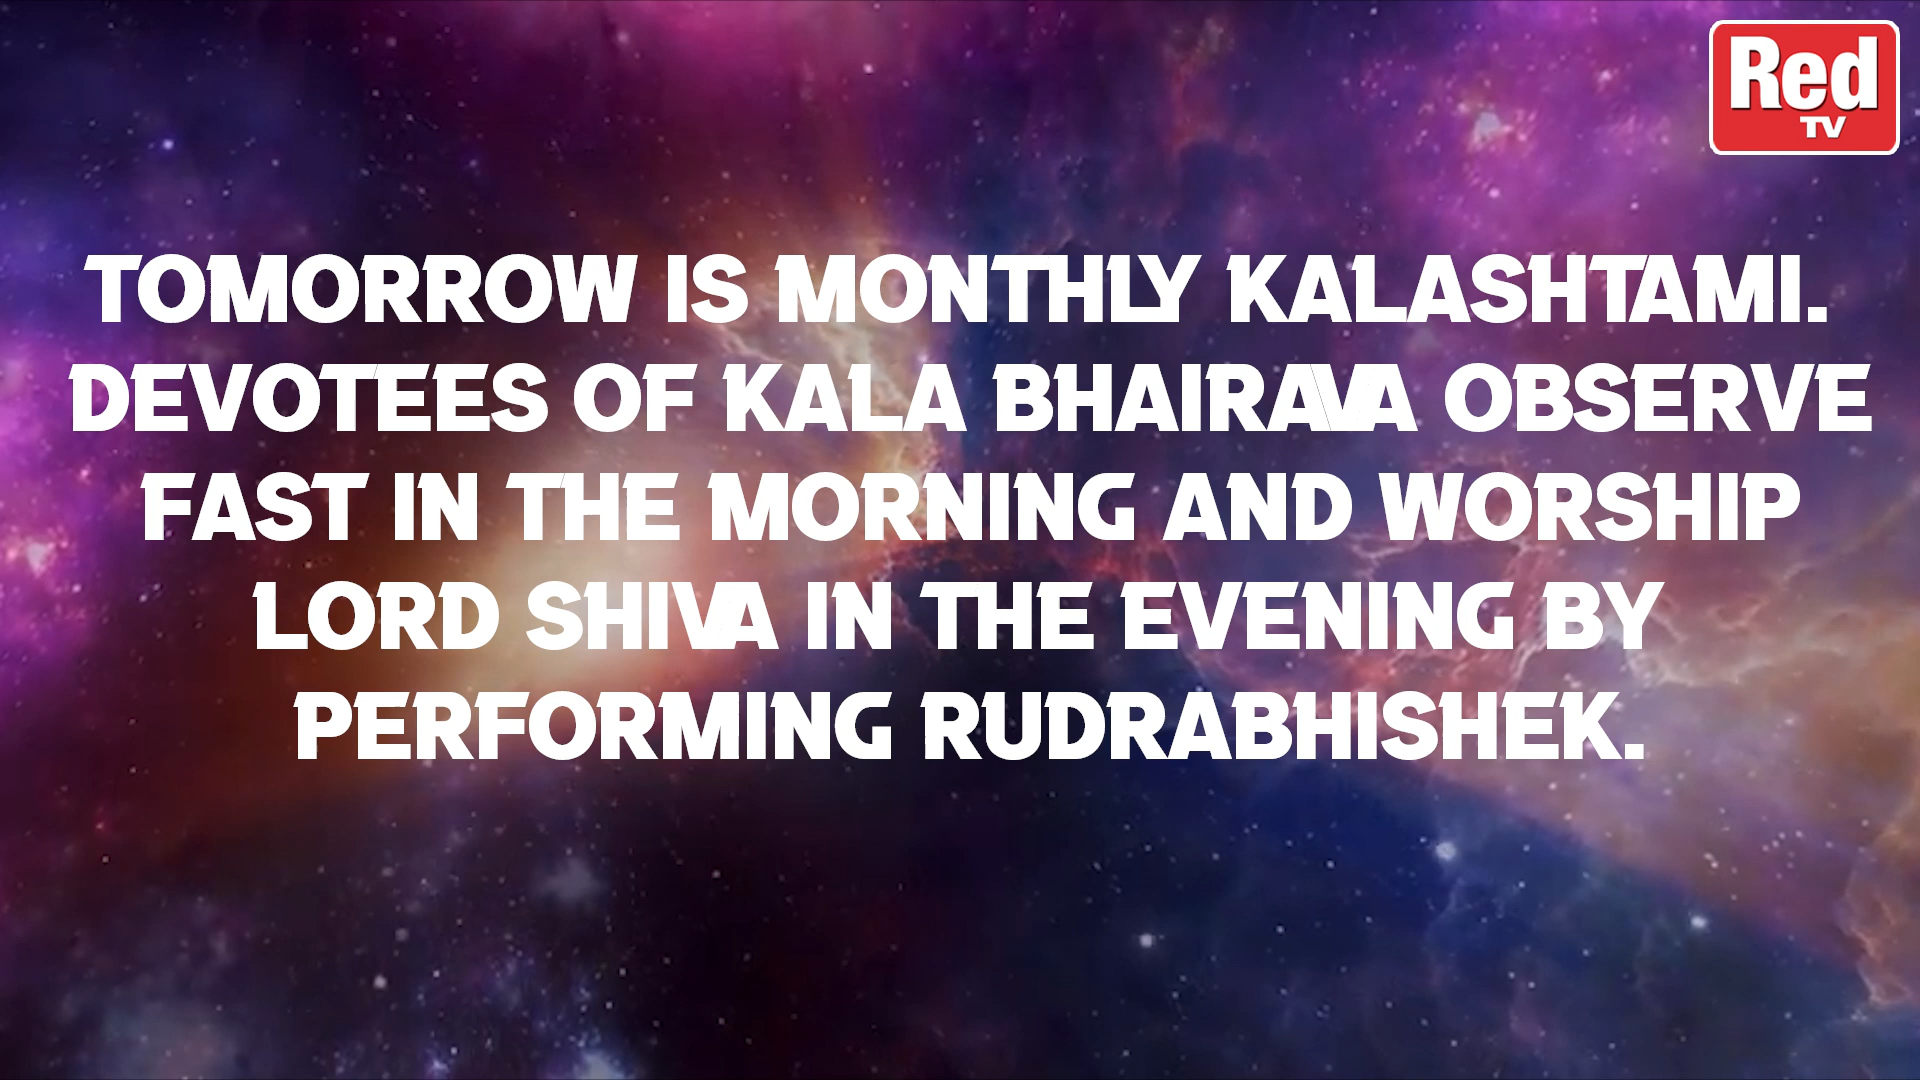 Red
TV
TOMORROW IS MONTHLY KALASHTAMI.
DEVOTEES OF KALA BHAIRAVA OBSERVE
FAST IN THE MORNING AND WORSHIP
LORD SHIVA IN THE EVENING BY
PERFORMING RUDRABHISHEK.